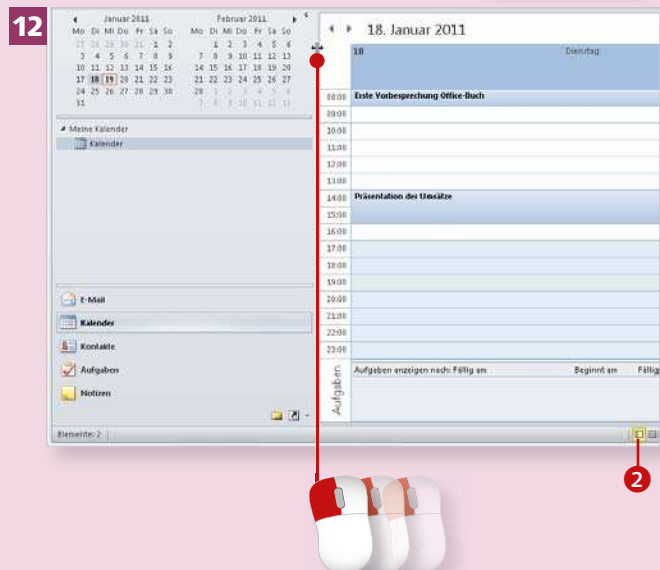 12
Januar 2011
Mo Di Mi Do Fr Sa So
27 28 29 30 31 1 2
3 4 5 6 7 8 9
10 11 12 13 14 15 16
17 18 19 20 21 22 23
24 25 26 27 28 29 30
31
Februar 2011
Mo Di Mi Do Fr Sa So
1 2 3 4 5 6
7 8 9 10 11 12 13
14 15 16 17 18 19 20
21 22 23 24 25 26 27
28 1 2 3 4 5 6
7 8 9 10 11 12 13
Meine Kalender
Kalender
E-Mail
Kalender
Kontakte
Aufgaben
Notizen
Elemente: 2
18. Januar 2011
18 Dienstag
08:00 Erste Vorbesprechung Office-Buch
09:00
10:00
11:00
12:00
13:00
14:00 Präsentation der Umsätze
15:00
16:00
17:00
18:00
19:00
20:00
21:00
22:00
23:00
Aufgaben
Aufgaben anzeigen nach: Fällig am Beginnt am Fällig
2